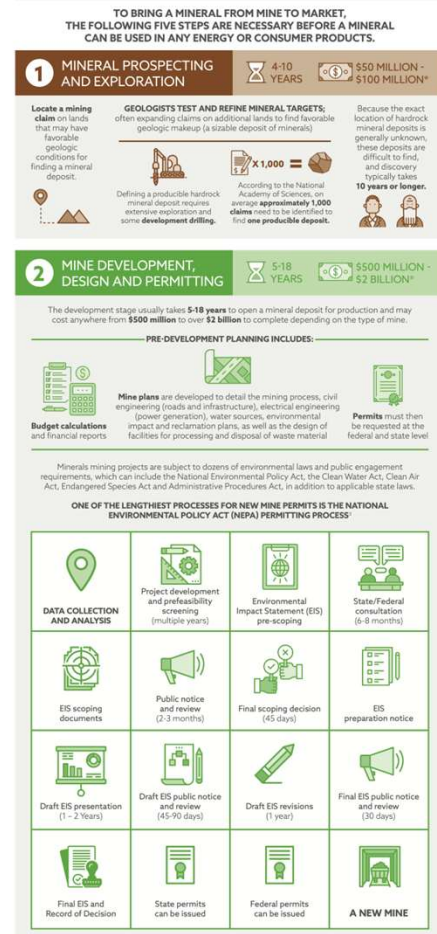 TO BRING A MINERAL FROM MINE TO MARKET,
THE FOLLOWING FIVE STEPS ARE NECESSARY BEFORE A MINERAL
CAN BE USED IN ANY ENERGY OR CONSUMER PRODUCTS.
1
MINERAL PROSPECTING
AND EXPLORATION
4-10
YEARS
$50 MILLION -
$100 MILLION*
Locate a mining
claim on lands
that may have
favorable
geologic
conditions for
finding a mineral
deposit.
GEOLOGISTS TEST AND REFINE MINERAL TARGETS;
often expanding claims on additional lands to find favorable
geologic makeup (a sizable deposit of minerals)
Defining a producible hardrock
mineral deposit requires
extensive exploration and
some development drilling.
X 1,000 =
According to the National
Academy of Sciences, on
average approximately 1,000
claims need to be identified to
find one producible deposit.
Because the exact
location of hardrock
mineral deposits is
generally unknown,
these deposits are
difficult to find,
and discovery
typically takes
10 years or longer.
2
MINE DEVELOPMENT,
DESIGN AND PERMITTING
5-18
YEARS
$500 MILLION -
$2 BILLION*
The development stage usually takes 5-18 years to open a mineral deposit for production and may
cost anywhere from $500 million to over $2 billion to complete depending on the type of mine.
PRE-DEVELOPMENT PLANNING INCLUDES:
Budget calculations
and financial reports
Mine plans are developed to detail the mining process, civil
engineering (roads and infrastructure), electrical engineering
(power generation), water sources, environmental
impact and reclamation plans, as well as the design of
facilities for processing and disposal of waste material
Permits must then
be requested at the
federal and state level
Minerals mining projects are subject to dozens of environmental laws and public engagement
requirements, which can include the National Environmental Policy Act, the Clean Water Act, Clean Air
Act, Endangered Species Act and Administrative Procedures Act, in addition to applicable state laws.
ONE OF THE LENGTHIEST PROCESSES FOR NEW MINE PERMITS IS THE NATIONAL
ENVIRONMENTAL POLICY ACT (NEPA) PERMITTING PROCESS
DATA COLLECTION
AND ANALYSIS
Project development
and prefeasibility
screening
(multiple years)
Environmental
Impact Statement (EIS)
pre-scoping
State/Federal
consultation
(6-8 months)
EIS scoping
documents
Public notice
and review
(2-3 months)
Final scoping decision
(45 days)
EIS
preparation notice
Draft EIS presentation
(1 – 2 Years)
Draft EIS public notice
and review
(45-90 days)
Draft EIS revisions
(1 year)
Final EIS public notice
and review
(30 days)
Final EIS and
Record of Decision
State permits
can be issued
Federal permits
can be issued
A NEW MINE